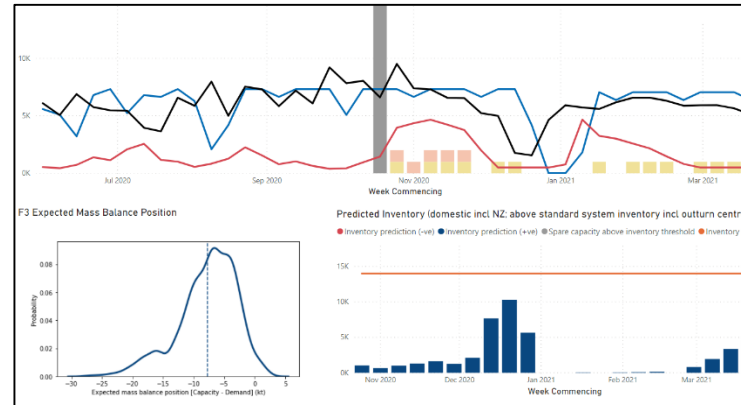 10K
5K
0K
Jul 2020
Sep 2020
Nov 2020
Jan 2021
Mar 2021
Week Commencing
F3 Expected Mass Balance Position
Probability
0.08
0.06
0.04
0.02
0.00
-30
-25
-20
-15
-10
-5
0
5
Expected mass balance position [Capacity - Demand] (kt)
Predicted Inventory (domestic incl NZ: above standard system inventory incl outturn centr
Inventory prediction (-ve) Inventory prediction (+ve) Spare capacity above inventory threshold Inventory
15K
10K
5K
0K
Nov 2020
Dec 2020
Jan 2021
Feb 2021
Mar 2021
Week Commencing